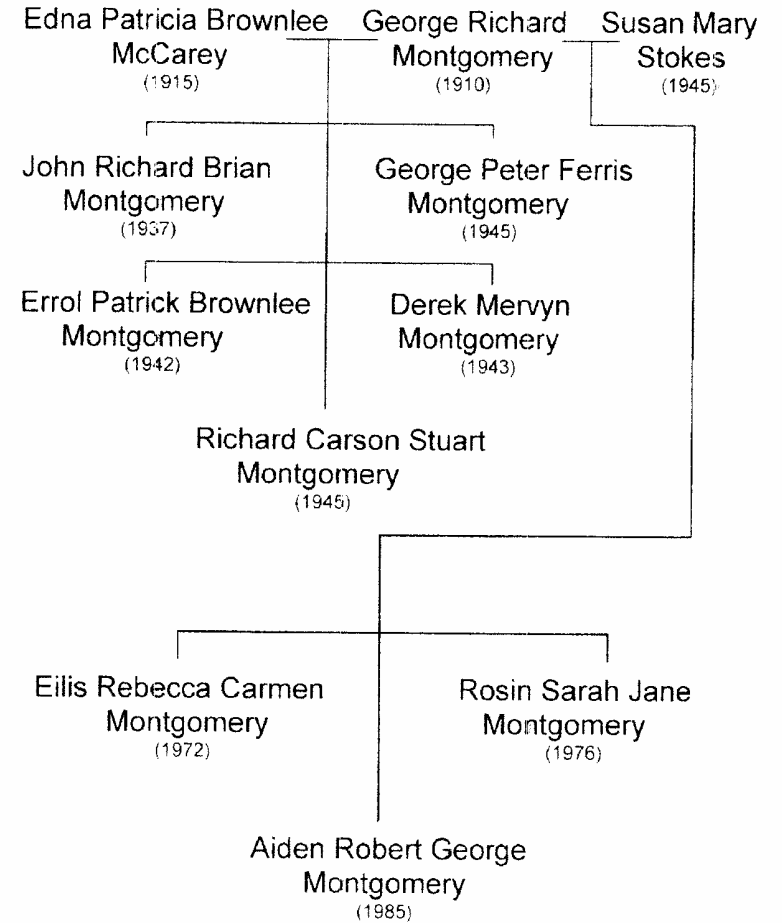 Edna Patricia Brownlee
McCarey
(1915)
George Richard
Montgomery
(1910)
Susan Mary
Stokes
(1945)
John Richard Brian
Montgomery
(1937)
George Peter Ferris
Montgomery
(1945)
Errol Patrick Brownlee
Montgomery
(1942)
Derek Mervyn
Montgomery
(1943)
Richard Carson Stuart
Montgomery
(1945)
Eilis Rebecca Carmen
Montgomery
(1972)
Rosin Sarah Jane
Montgomery
(1976)
Aiden Robert George
Montgomery
(1985)